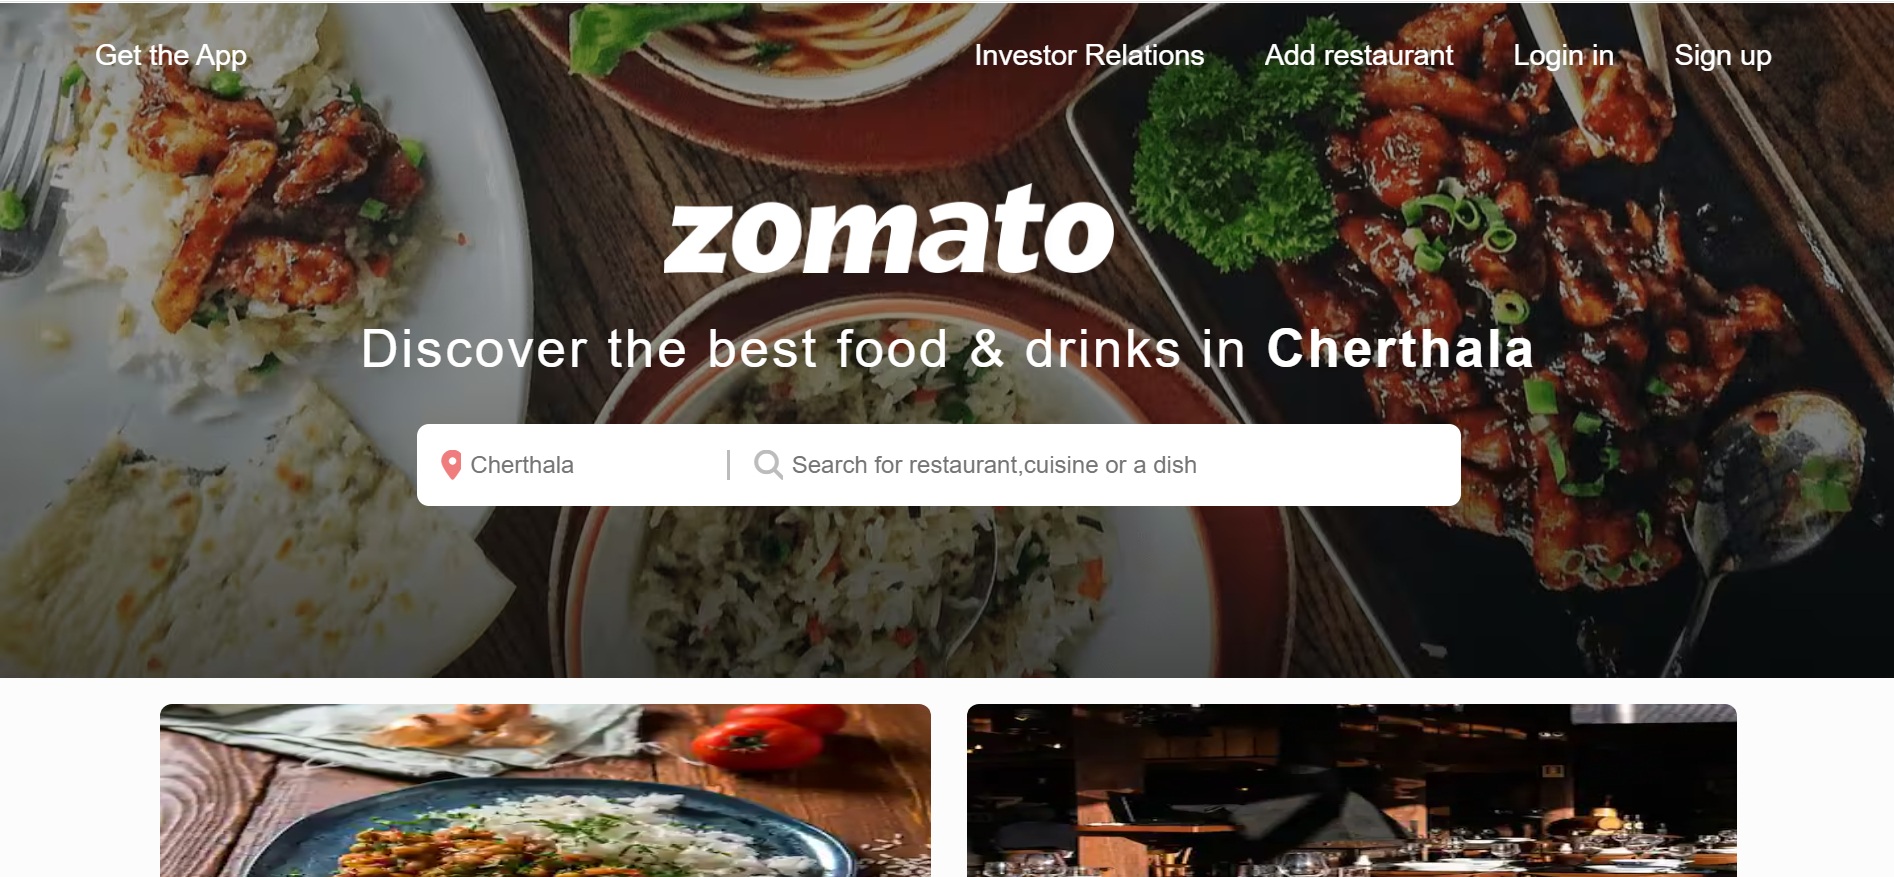 Get the App Investor Relations Add restaurant Login in Sign up
zomato
Discover the best food & drinks in Cherthala
Cherthala Search for restaurant,cuisine or a dish